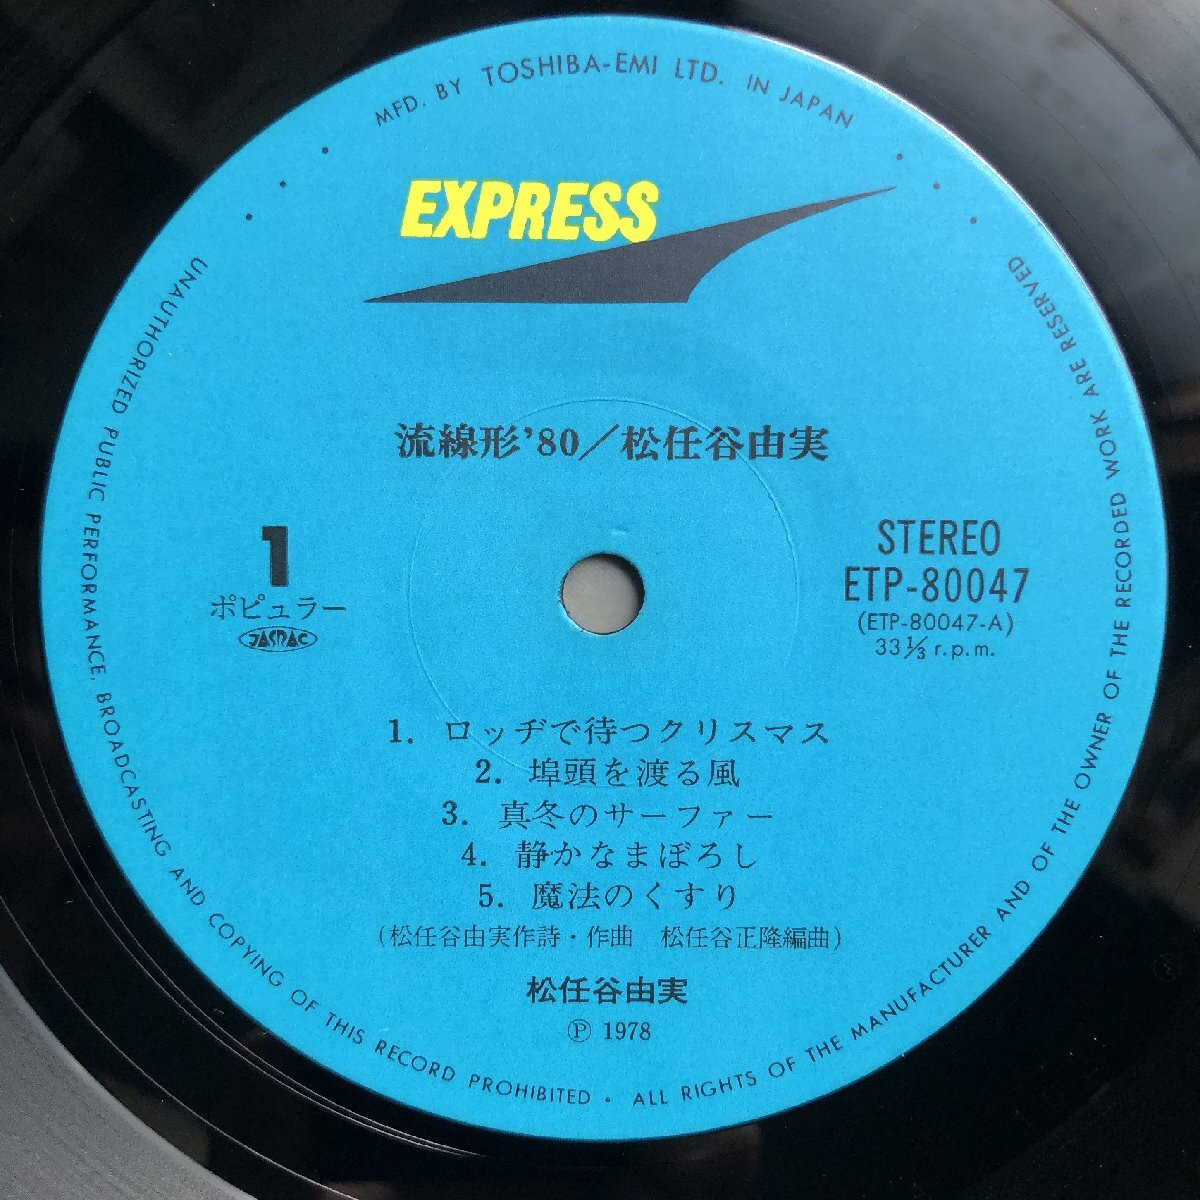 MFD. BY TOSHIBA-EMI LTD. IN JAPAN
EXPRESS
流線形'80/松任谷由実
1
ポピュラー
JASRAC
STEREO
ETP-80047
(ETP-80047-A)
33 1/3 r.p.m.
1. ロッヂで待つクリスマス
2. 埠頭を渡る風
3. 真冬のサーファー
4. 静かなまぼろし
5. 魔法のくすり
(松任谷由実作詩・作曲 松任谷正隆編曲)
松任谷由実
Ⓟ 1978
UNAUTHORIZED PUBLIC PERFORMANCE, BROADCASTING AND COPYING OF THIS RECORD PROHIBITED • ALL RIGHTS OF THE MANUFACTURER AND OF THE OWNER OF THE RECORDED WORK ARE RESERVED